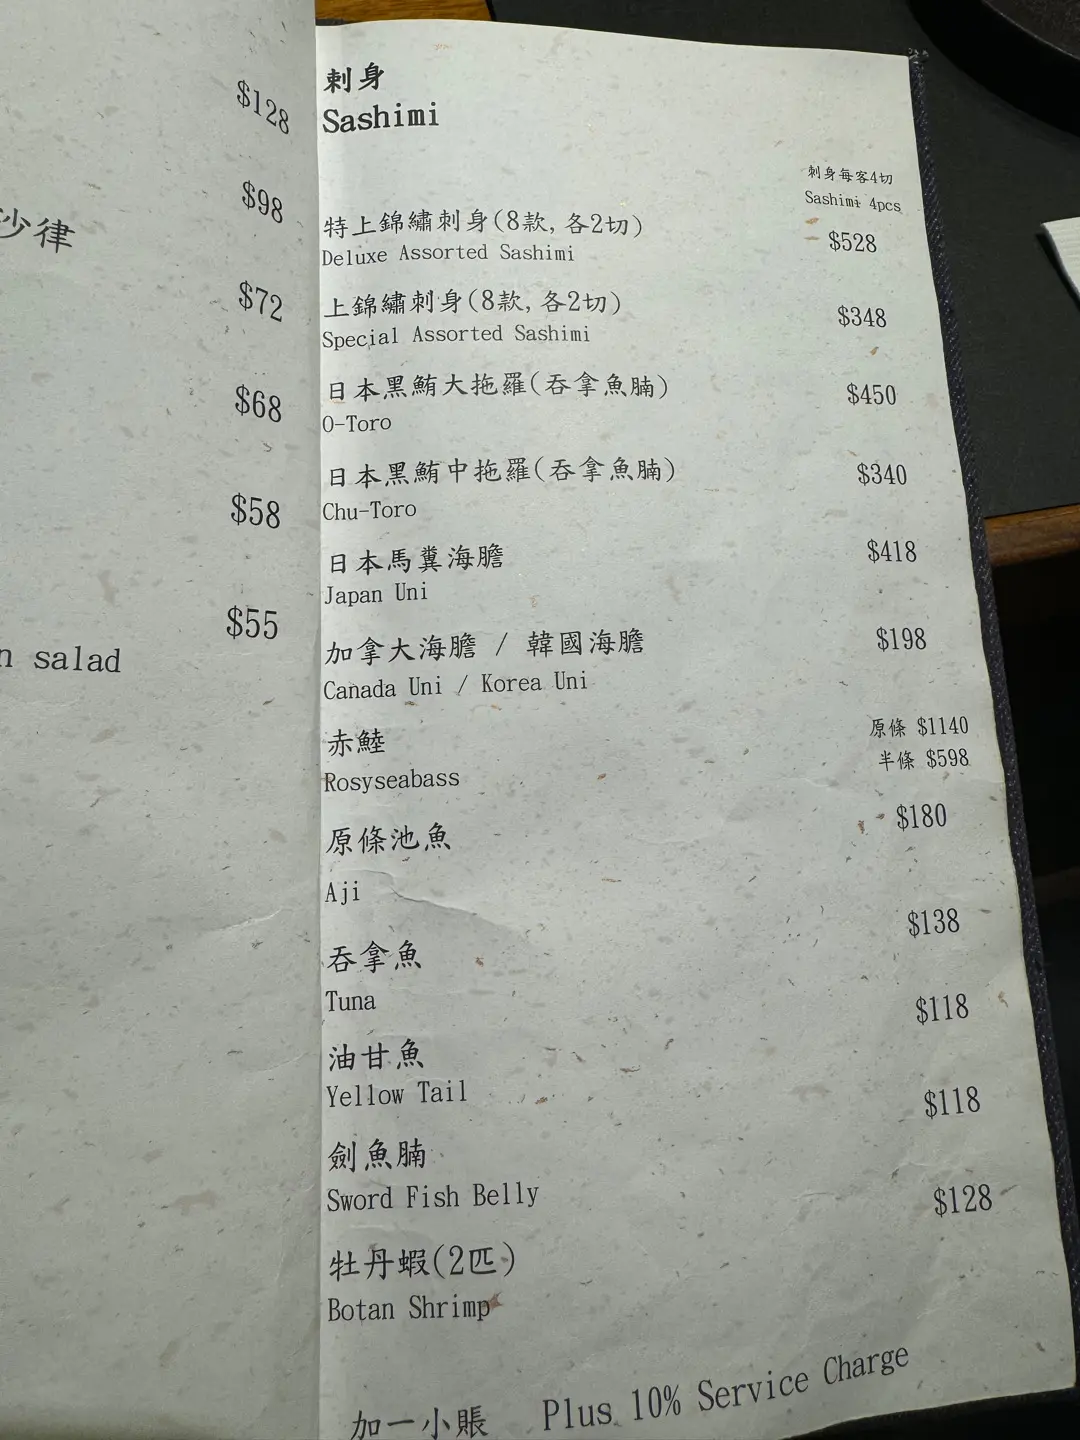 $128
$98
沙律
$72
$68
$58
$55
n salad
刺身
Sashimi
刺身每客4切
Sashimi 4pcs
特上錦繡刺身(8款, 各2切)
$528
Deluxe Assorted Sashimi
上錦繡刺身(8款, 各2切)
$348
Special Assorted Sashimi
日本黑鮪大拖羅(吞拿魚腩)
$450
O-Toro
日本黑鮪中拖羅(吞拿魚腩)
$340
Chu-Toro
日本馬糞海膽
$418
Japan Uni
加拿大海膽 / 韓國海膽
$198
Canada Uni / Korea Uni
赤鯥
原條 $1140
半條 $598
Rosyseabass
原條池魚
$180
Aji
吞拿魚
$138
Tuna
油甘魚
$118
Yellow Tail
劍魚腩
$118
Sword Fish Belly
牡丹蝦(2匹)
$128
Botan Shrimp
加一小賬 Plus 10% Service Charge